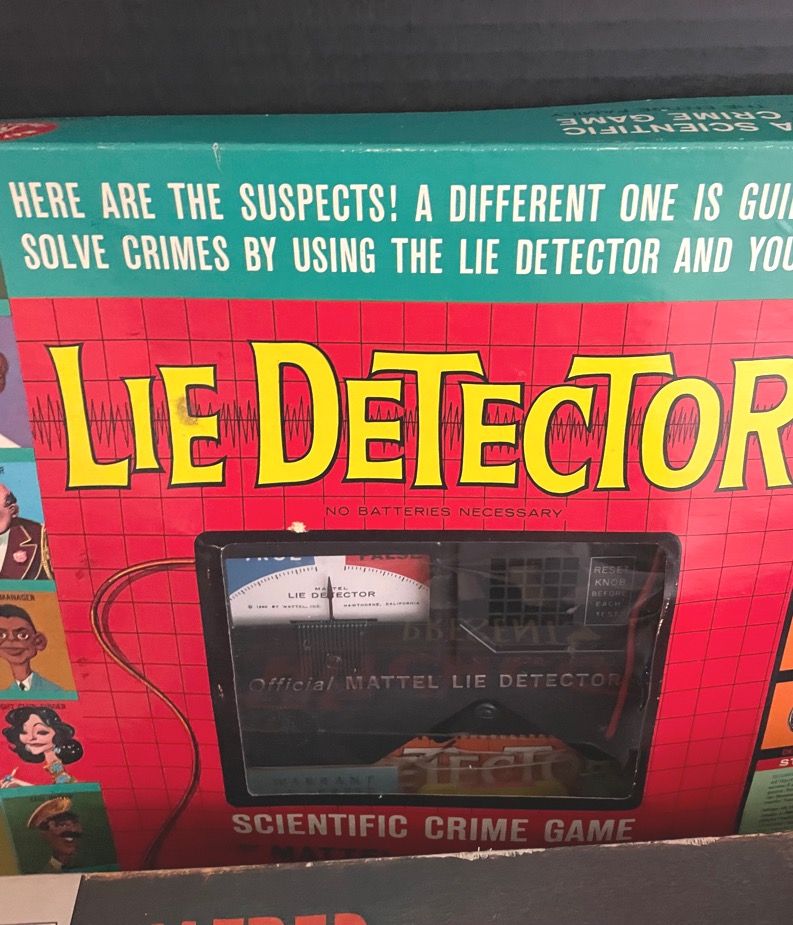 A SCIENTIFIC
CRIME GAME
HERE ARE THE SUSPECTS! A DIFFERENT ONE IS
SOLVE CRIMES BY USING THE LIE DETECTOR AND
LIE DETECTOR
NO BATTERIES NECESSARY
MATTEL
LIE DETECTOR
HAWTHORNE, CALIFORNIA
RESET
KNOB
BEFORE
EACH
TEST
Official MATTEL LIE DETECTOR
WARRANT
MANAGER
SCIENTIFIC CRIME GAME